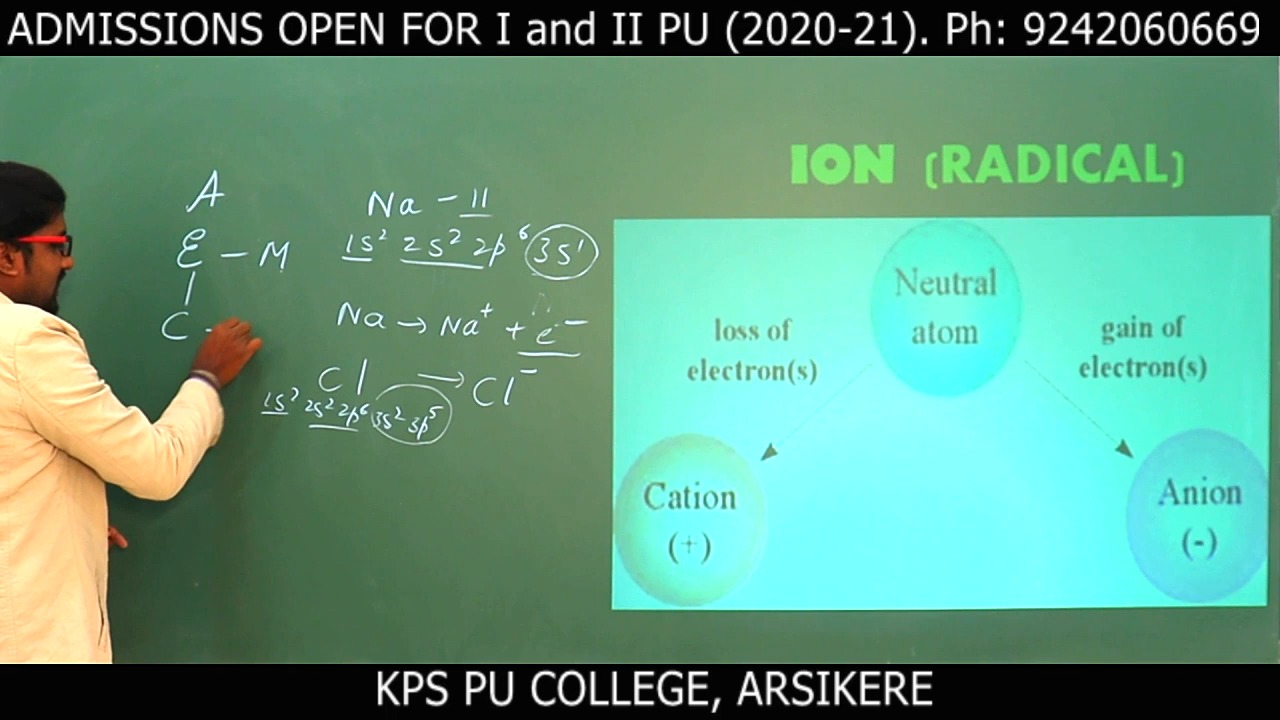 ADMISSIONS OPEN FOR I and II PU (2020-21). Ph: 9242060669
A
E – M
C -
Na – 11
1s² 2s² 2p⁶ 3s¹
Na → Na⁺ + e⁻
Cl → Cl⁻
1s² 2s² 2p⁶ 3s² 3p⁵
ION (RADICAL)
Neutral
atom
loss of
electron(s)
gain of
electron(s)
Cation
(+)
Anion
(-)
KPS PU COLLEGE, ARSIKERE